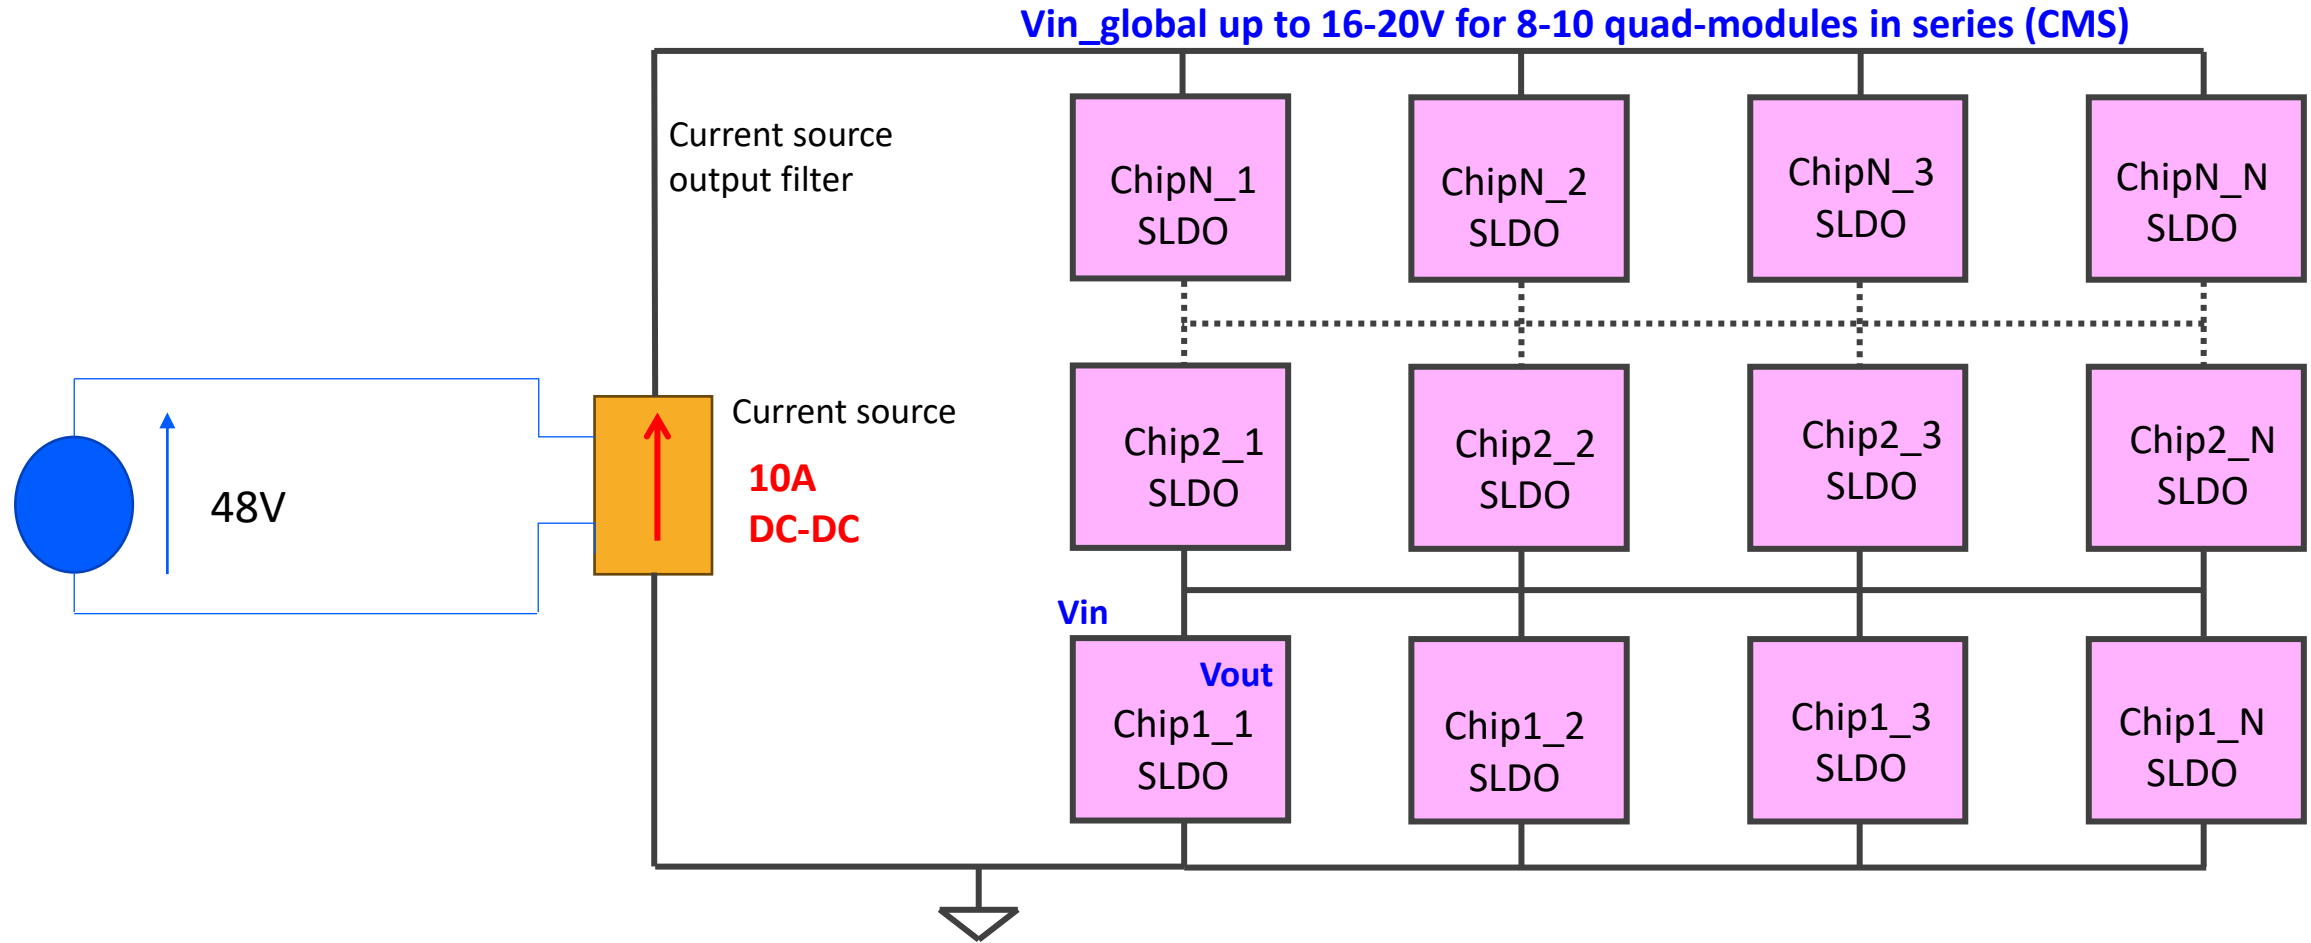 Vin_global up to 16-20V for 8-10 quad-modules in series (CMS)
Current source
output filter
ChipN_1
SLDO
ChipN_2
SLDO
ChipN_3
SLDO
ChipN_N
SLDO
48V
Current source
10A
DC-DC
Chip2_1
SLDO
Chip2_2
SLDO
Chip2_3
SLDO
Chip2_N
SLDO
Vin
Vout
Chip1_1
SLDO
Chip1_2
SLDO
Chip1_3
SLDO
Chip1_N
SLDO